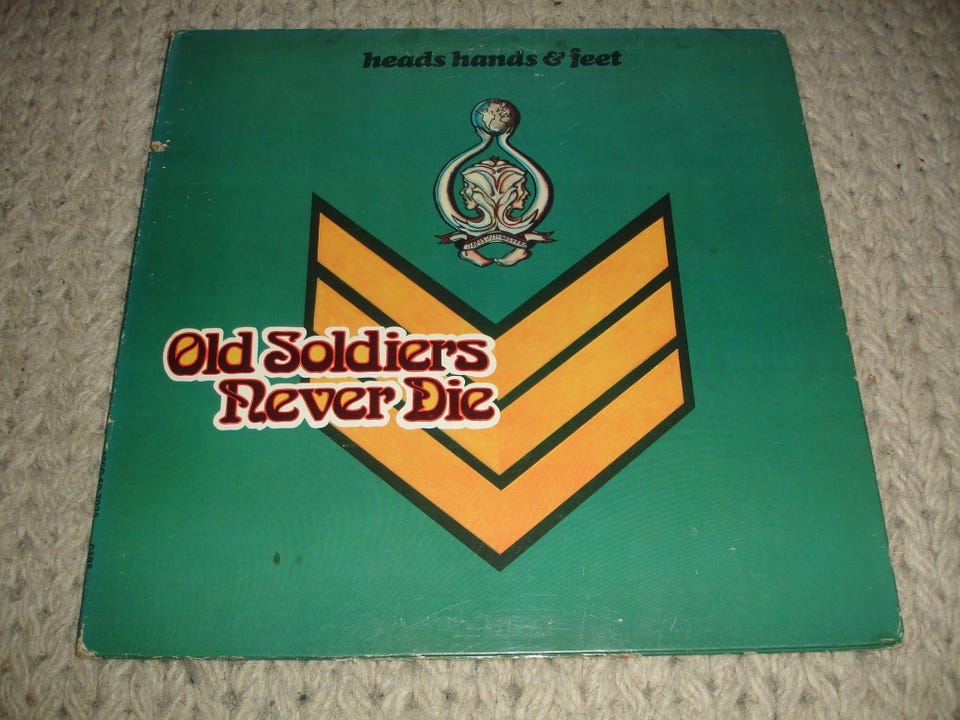 heads hands & feet
Old Soldiers
Never Die